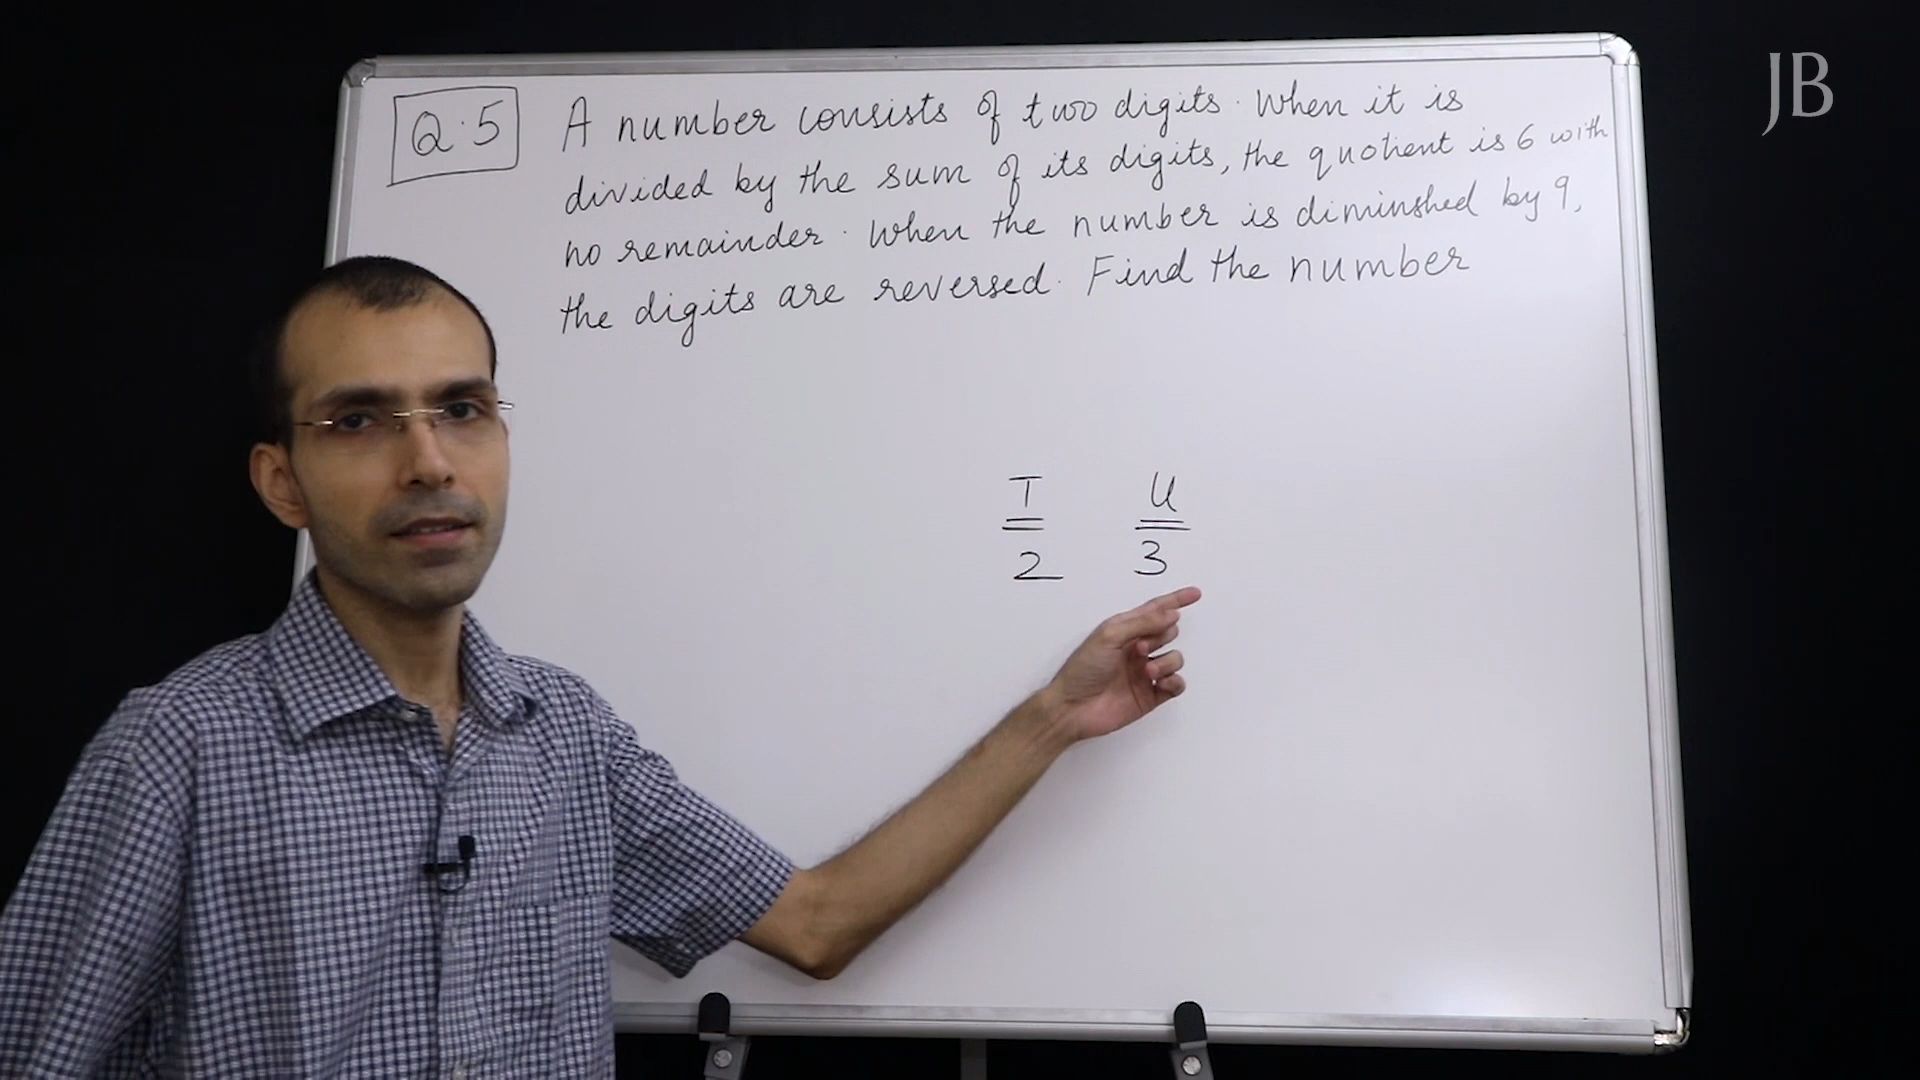 JB
Q.5 A number consists of two digits. When it is
divided by the sum of its digits, the quotient is 6 with
no remainder. When the number is diminshed by 9,
the digits are reversed. Find the number
T U
2 3